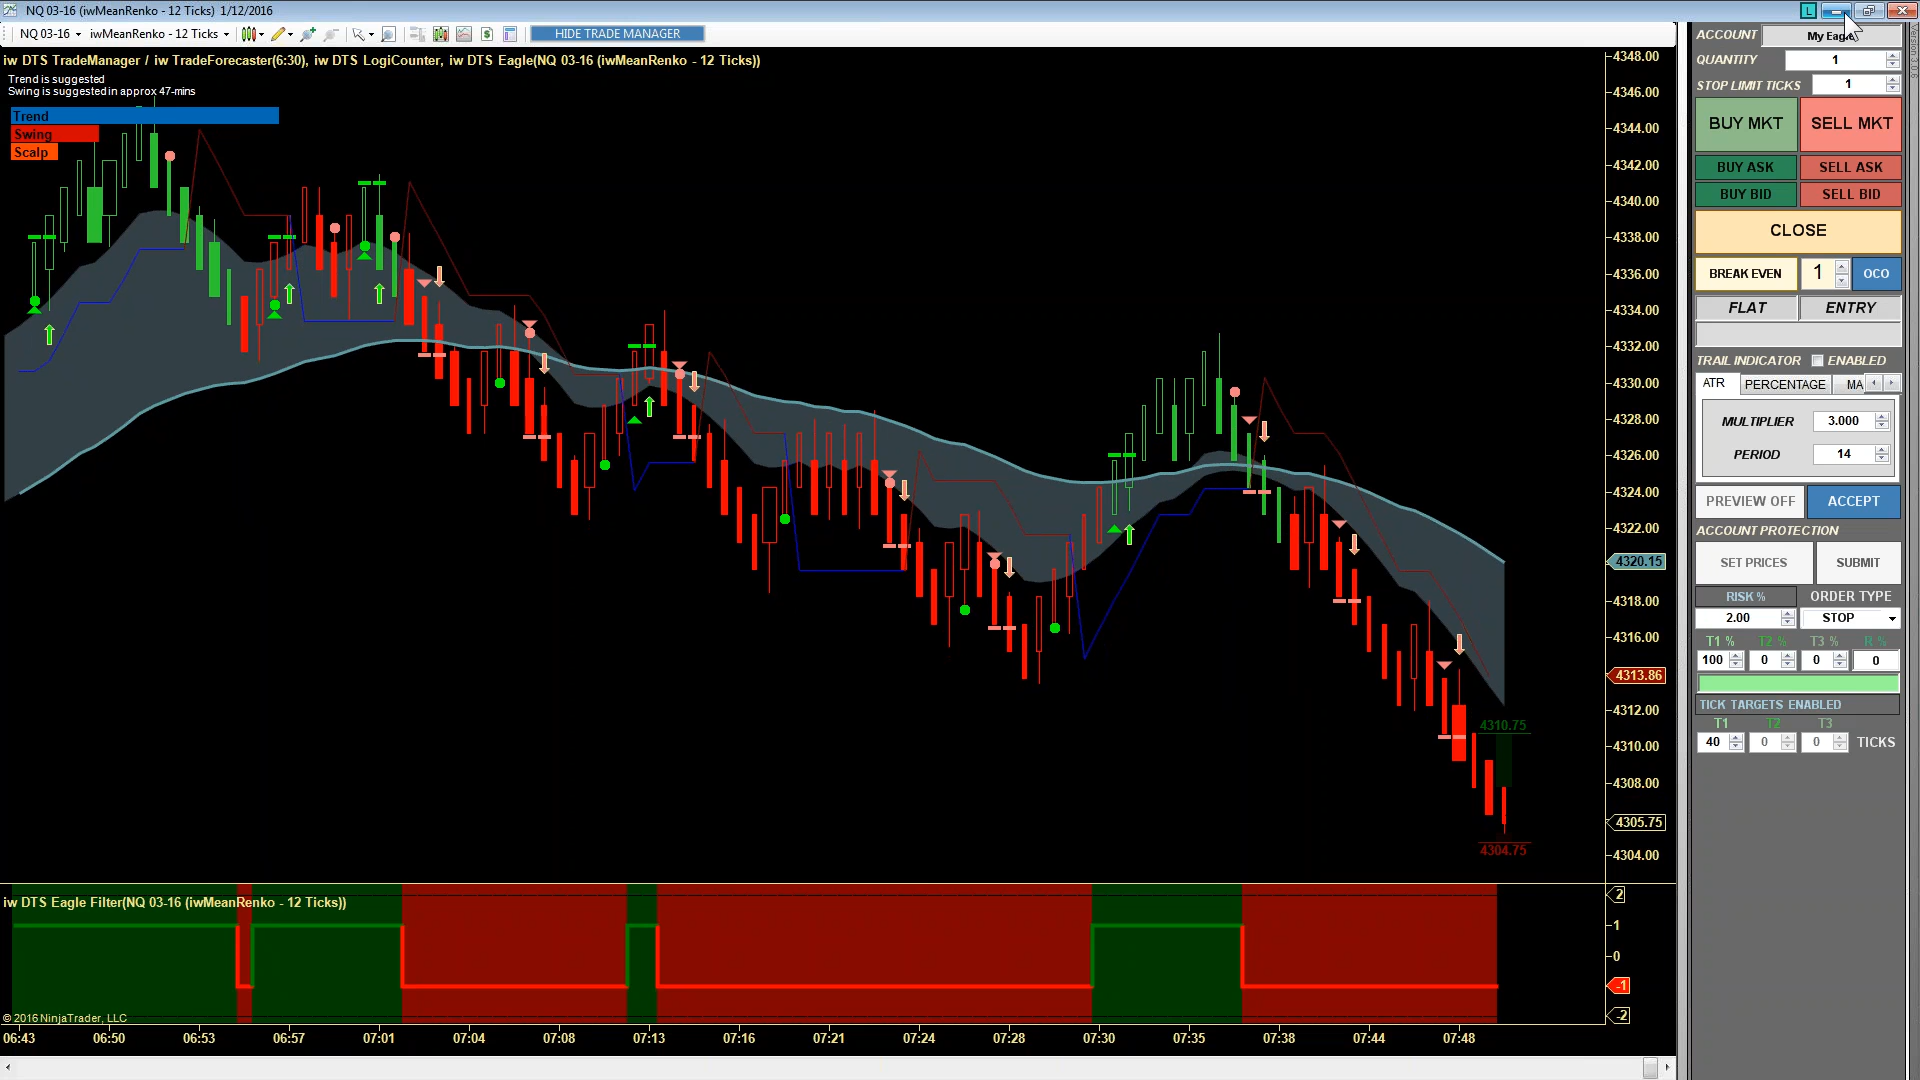 NQ 03-16 (iwMeanRenko - 12 Ticks) 1/12/2016
L
NQ 03-16 iwMeanRenko - 12 Ticks HIDE TRADE MANAGER
iw DTS TradeManager / iw TradeForecaster(6:30), iw DTS LogiCounter, iw DTS Eagle(NQ 03-16 (iwMeanRenko - 12 Ticks))
Trend is suggested
Swing is suggested in approx 47-mins
Trend
Swing
Scalp
4348.00
4346.00
4344.00
4342.00
4340.00
4338.00
4336.00
4334.00
4332.00
4330.00
4328.00
4326.00
4324.00
4322.00
4320.15
4318.00
4316.00
4313.86
4312.00
4310.00
4308.00
4305.75
4304.00
4310.75
4304.75
iw DTS Eagle Filter(NQ 03-16 (iwMeanRenko - 12 Ticks))
2
1
0
-1
-2
© 2016 NinjaTrader, LLC
06:43 06:50 06:53 06:57 07:01 07:04 07:08 07:13 07:16 07:21 07:24 07:28 07:30 07:35 07:38 07:44 07:48
ACCOUNT My Eagle
QUANTITY 1
STOP LIMIT TICKS 1
BUY MKT SELL MKT
BUY ASK SELL ASK
BUY BID SELL BID
CLOSE
BREAK EVEN 1 OCO
FLAT ENTRY
TRAIL INDICATOR ENABLED
ATR PERCENTAGE MA
MULTIPLIER 3.000
PERIOD 14
PREVIEW OFF ACCEPT
ACCOUNT PROTECTION
SET PRICES SUBMIT
RISK % ORDER TYPE
2.00 STOP
T1 % T2 % T3 % R %
100 0 0 0
TICK TARGETS ENABLED
T1 T2 T3
40 0 0 TICKS
Version 3.0.6